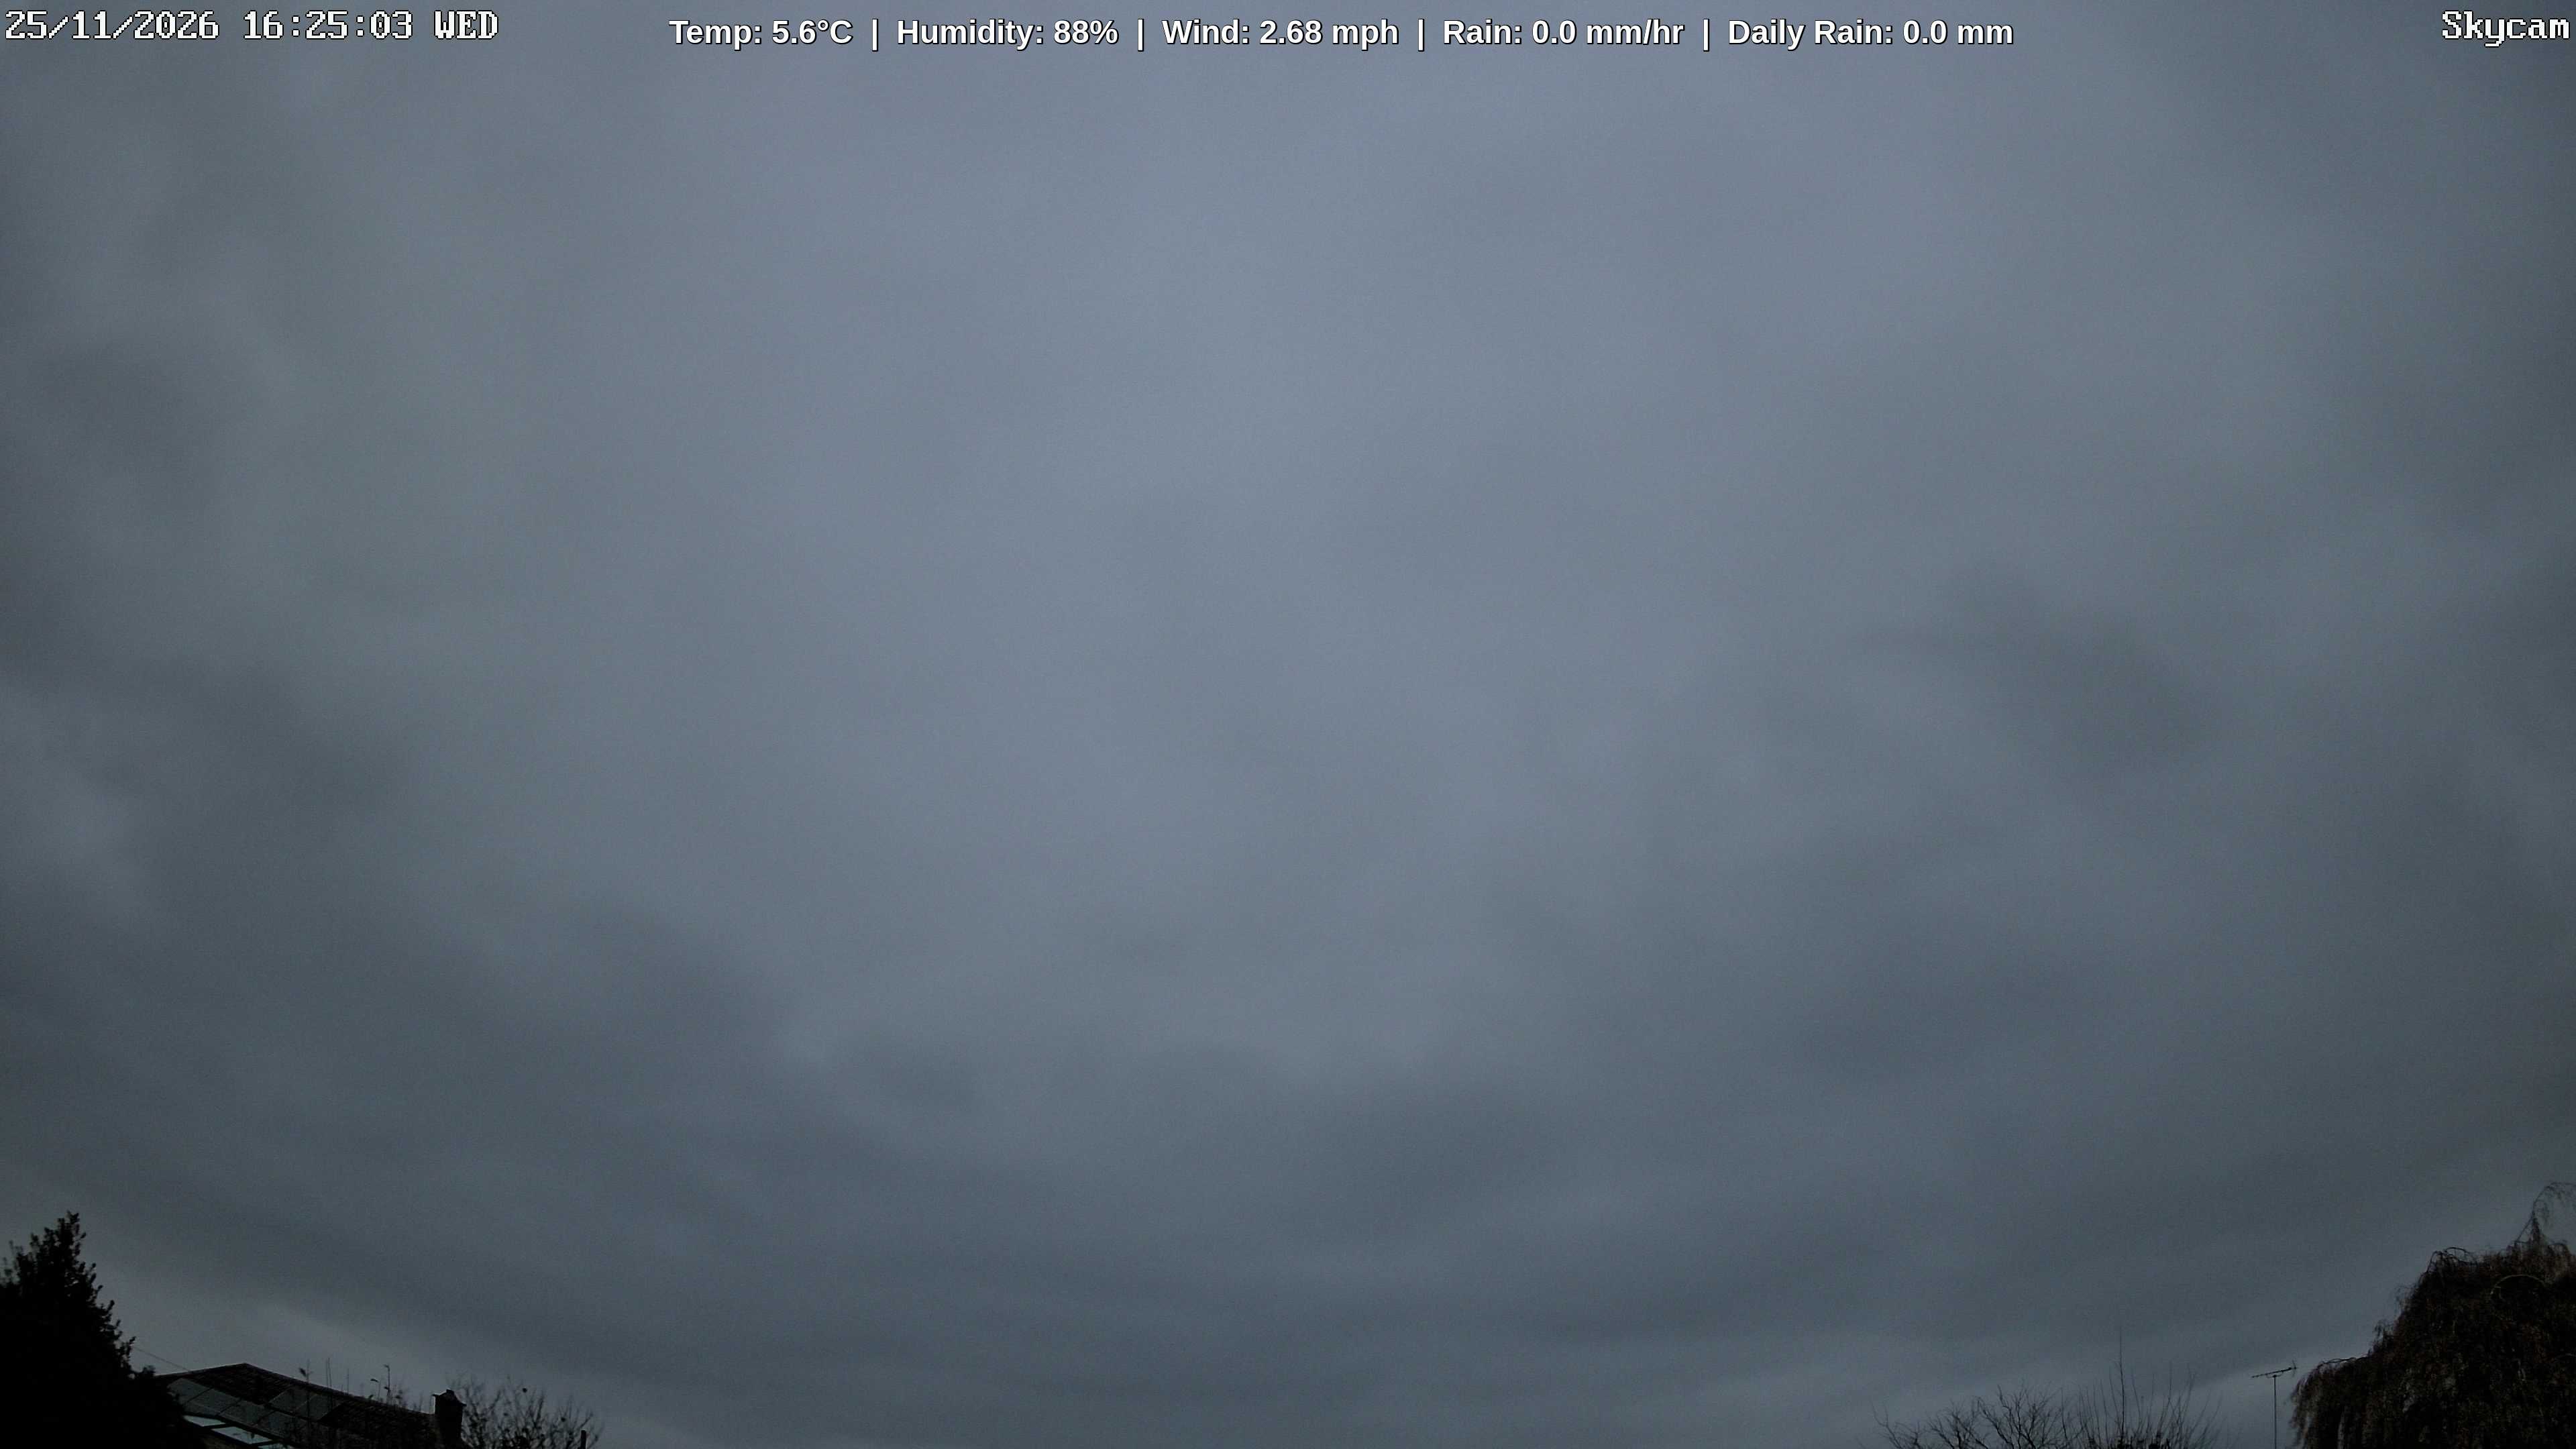 25/11/2026 16:25:03 WED
Temp: 5.6°C | Humidity: 88% | Wind: 2.68 mph | Rain: 0.0 mm/hr | Daily Rain: 0.0 mm
Skycam